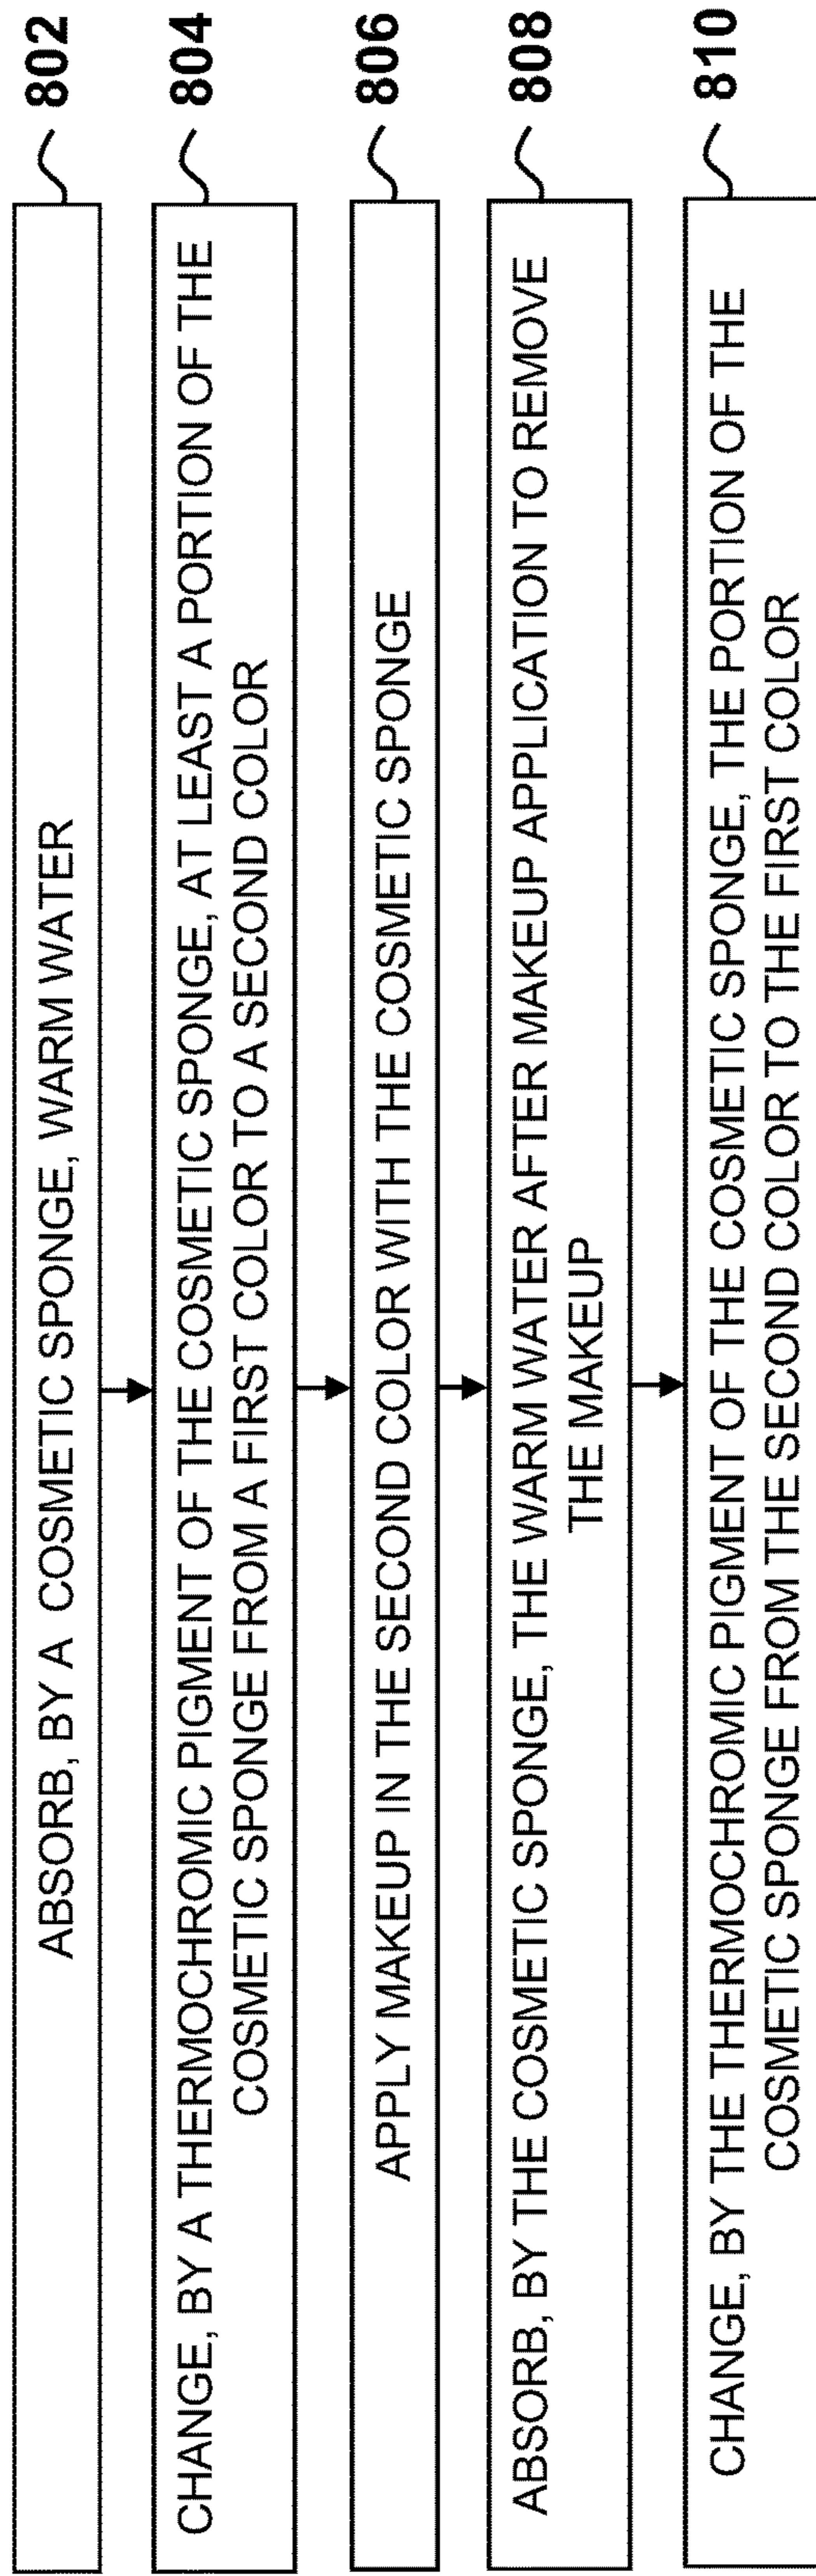 ABSORB, BY A COSMETIC SPONGE, WARM WATER
802
CHANGE, BY A THERMOCHROMIC PIGMENT OF THE COSMETIC SPONGE, AT LEAST A PORTION OF THE
COSMETIC SPONGE FROM A FIRST COLOR TO A SECOND COLOR
804
APPLY MAKEUP IN THE SECOND COLOR WITH THE COSMETIC SPONGE
806
ABSORB, BY THE COSMETIC SPONGE, THE WARM WATER AFTER MAKEUP APPLICATION TO REMOVE
THE MAKEUP
808
CHANGE, BY THE THERMOCHROMIC PIGMENT OF THE COSMETIC SPONGE, THE PORTION OF THE
COSMETIC SPONGE FROM THE SECOND COLOR TO THE FIRST COLOR
810